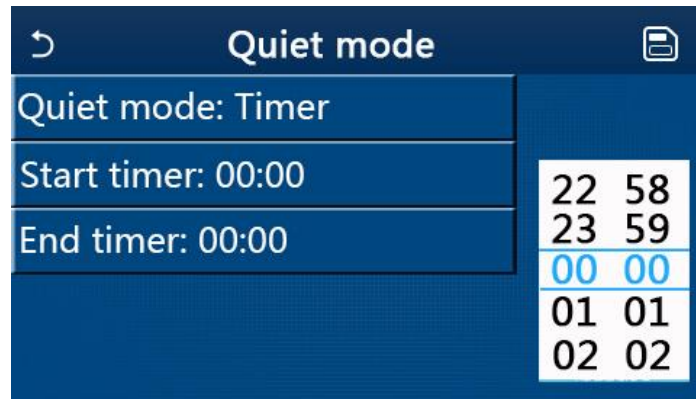 Quiet mode
Quiet mode: Timer
Start timer: 00:00
End timer: 00:00
22 58
23 59
00 00
01 01
02 02